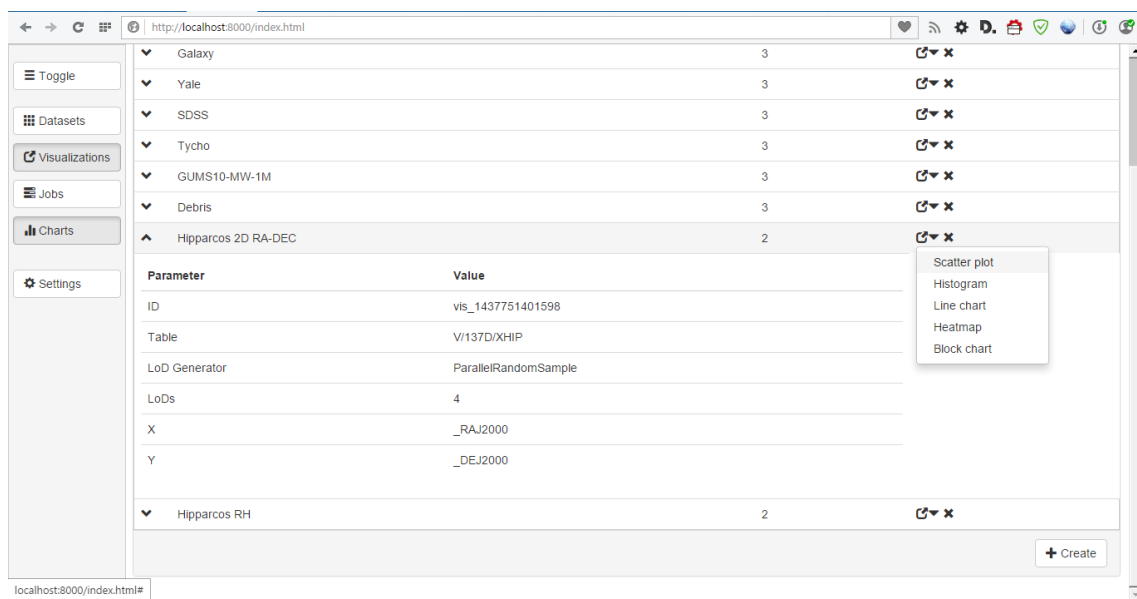 http://localhost:8000/index.html
D.
Toggle
Datasets
Visualizations
Jobs
Charts
Settings
Galaxy 3
Yale 3
SDSS 3
Tycho 3
GUMS10-MW-1M 3
Debris 3
Hipparcos 2D RA-DEC 2
Scatter plot
Histogram
Line chart
Heatmap
Block chart
Parameter Value
ID vis_1437751401598
Table V/137D/XHIP
LoD Generator ParallelRandomSample
LoDs 4
X _RAJ2000
Y _DEJ2000
Hipparcos RH 2
Create
localhost:8000/index.html#